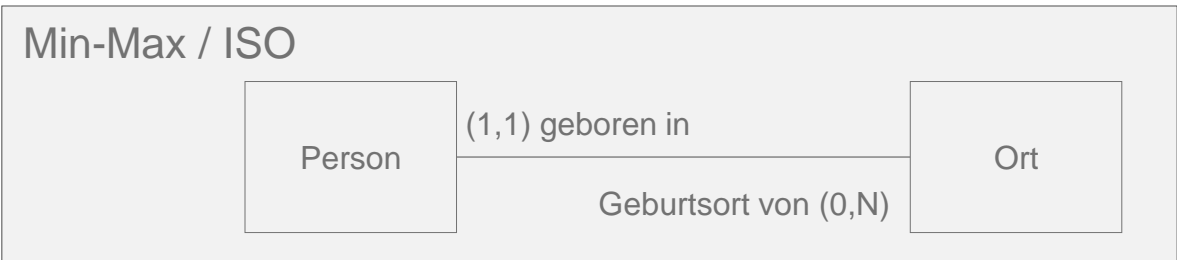 Min-Max / ISO
(1,1) geboren in
Person
Ort
Geburtsort von (0,N)